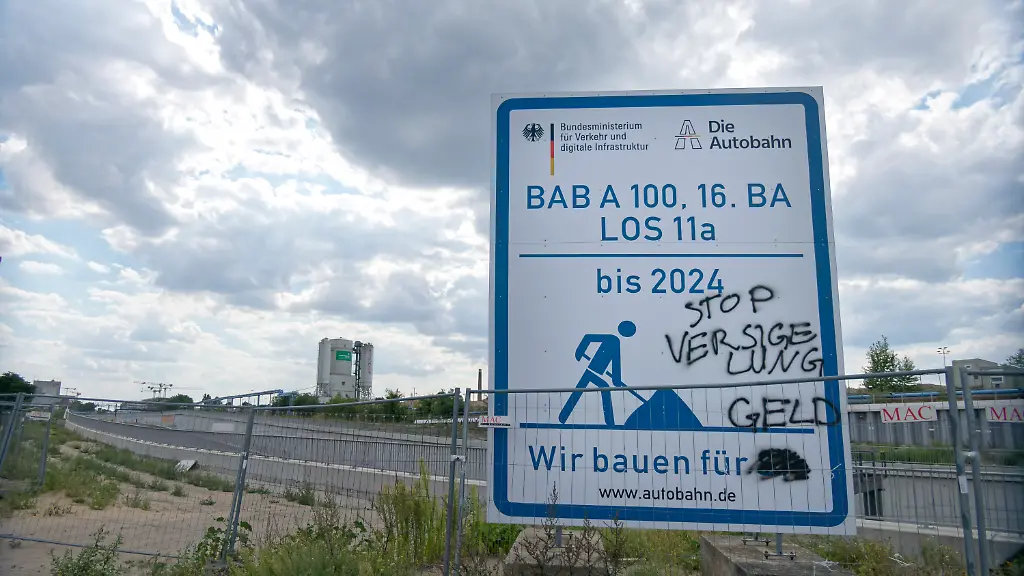 Bundesministerium
für Verkehr und
digitale Infrastruktur
Die
Autobahn
BAB A 100, 16. BA
LOS 11a
bis 2024
STOP
VERSIGE
LUNG
GELD
Wir bauen für
www.autobahn.de
MAC
MAC
MAC